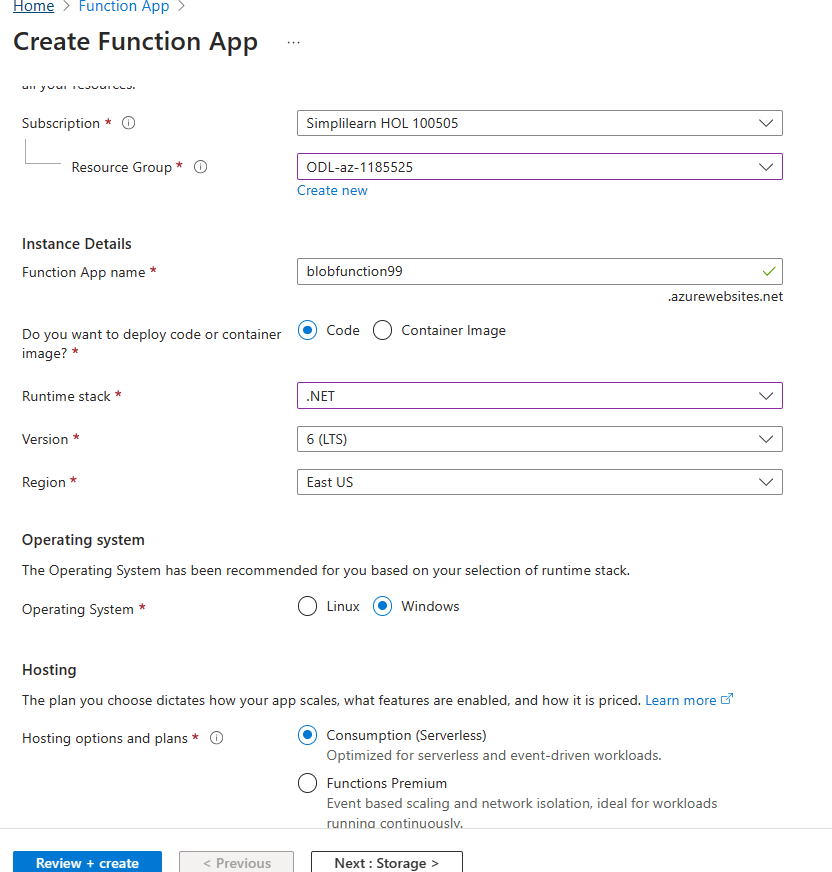 Home > Function App >
Create Function App ...
all your resources.
Subscription *
Simplilearn HOL 100505
Resource Group *
ODL-az-1185525
Create new
Instance Details
Function App name *
blobfunction99
.azurewebsites.net
Do you want to deploy code or container
image? *
Code
Container Image
Runtime stack *
.NET
Version *
6 (LTS)
Region *
East US
Operating system
The Operating System has been recommended for you based on your selection of runtime stack.
Operating System *
Linux
Windows
Hosting
The plan you choose dictates how your app scales, what features are enabled, and how it is priced. Learn more
Hosting options and plans *
Consumption (Serverless)
Optimized for serverless and event-driven workloads.
Functions Premium
Event based scaling and network isolation, ideal for workloads
running continuously.
Review + create
< Previous
Next : Storage >